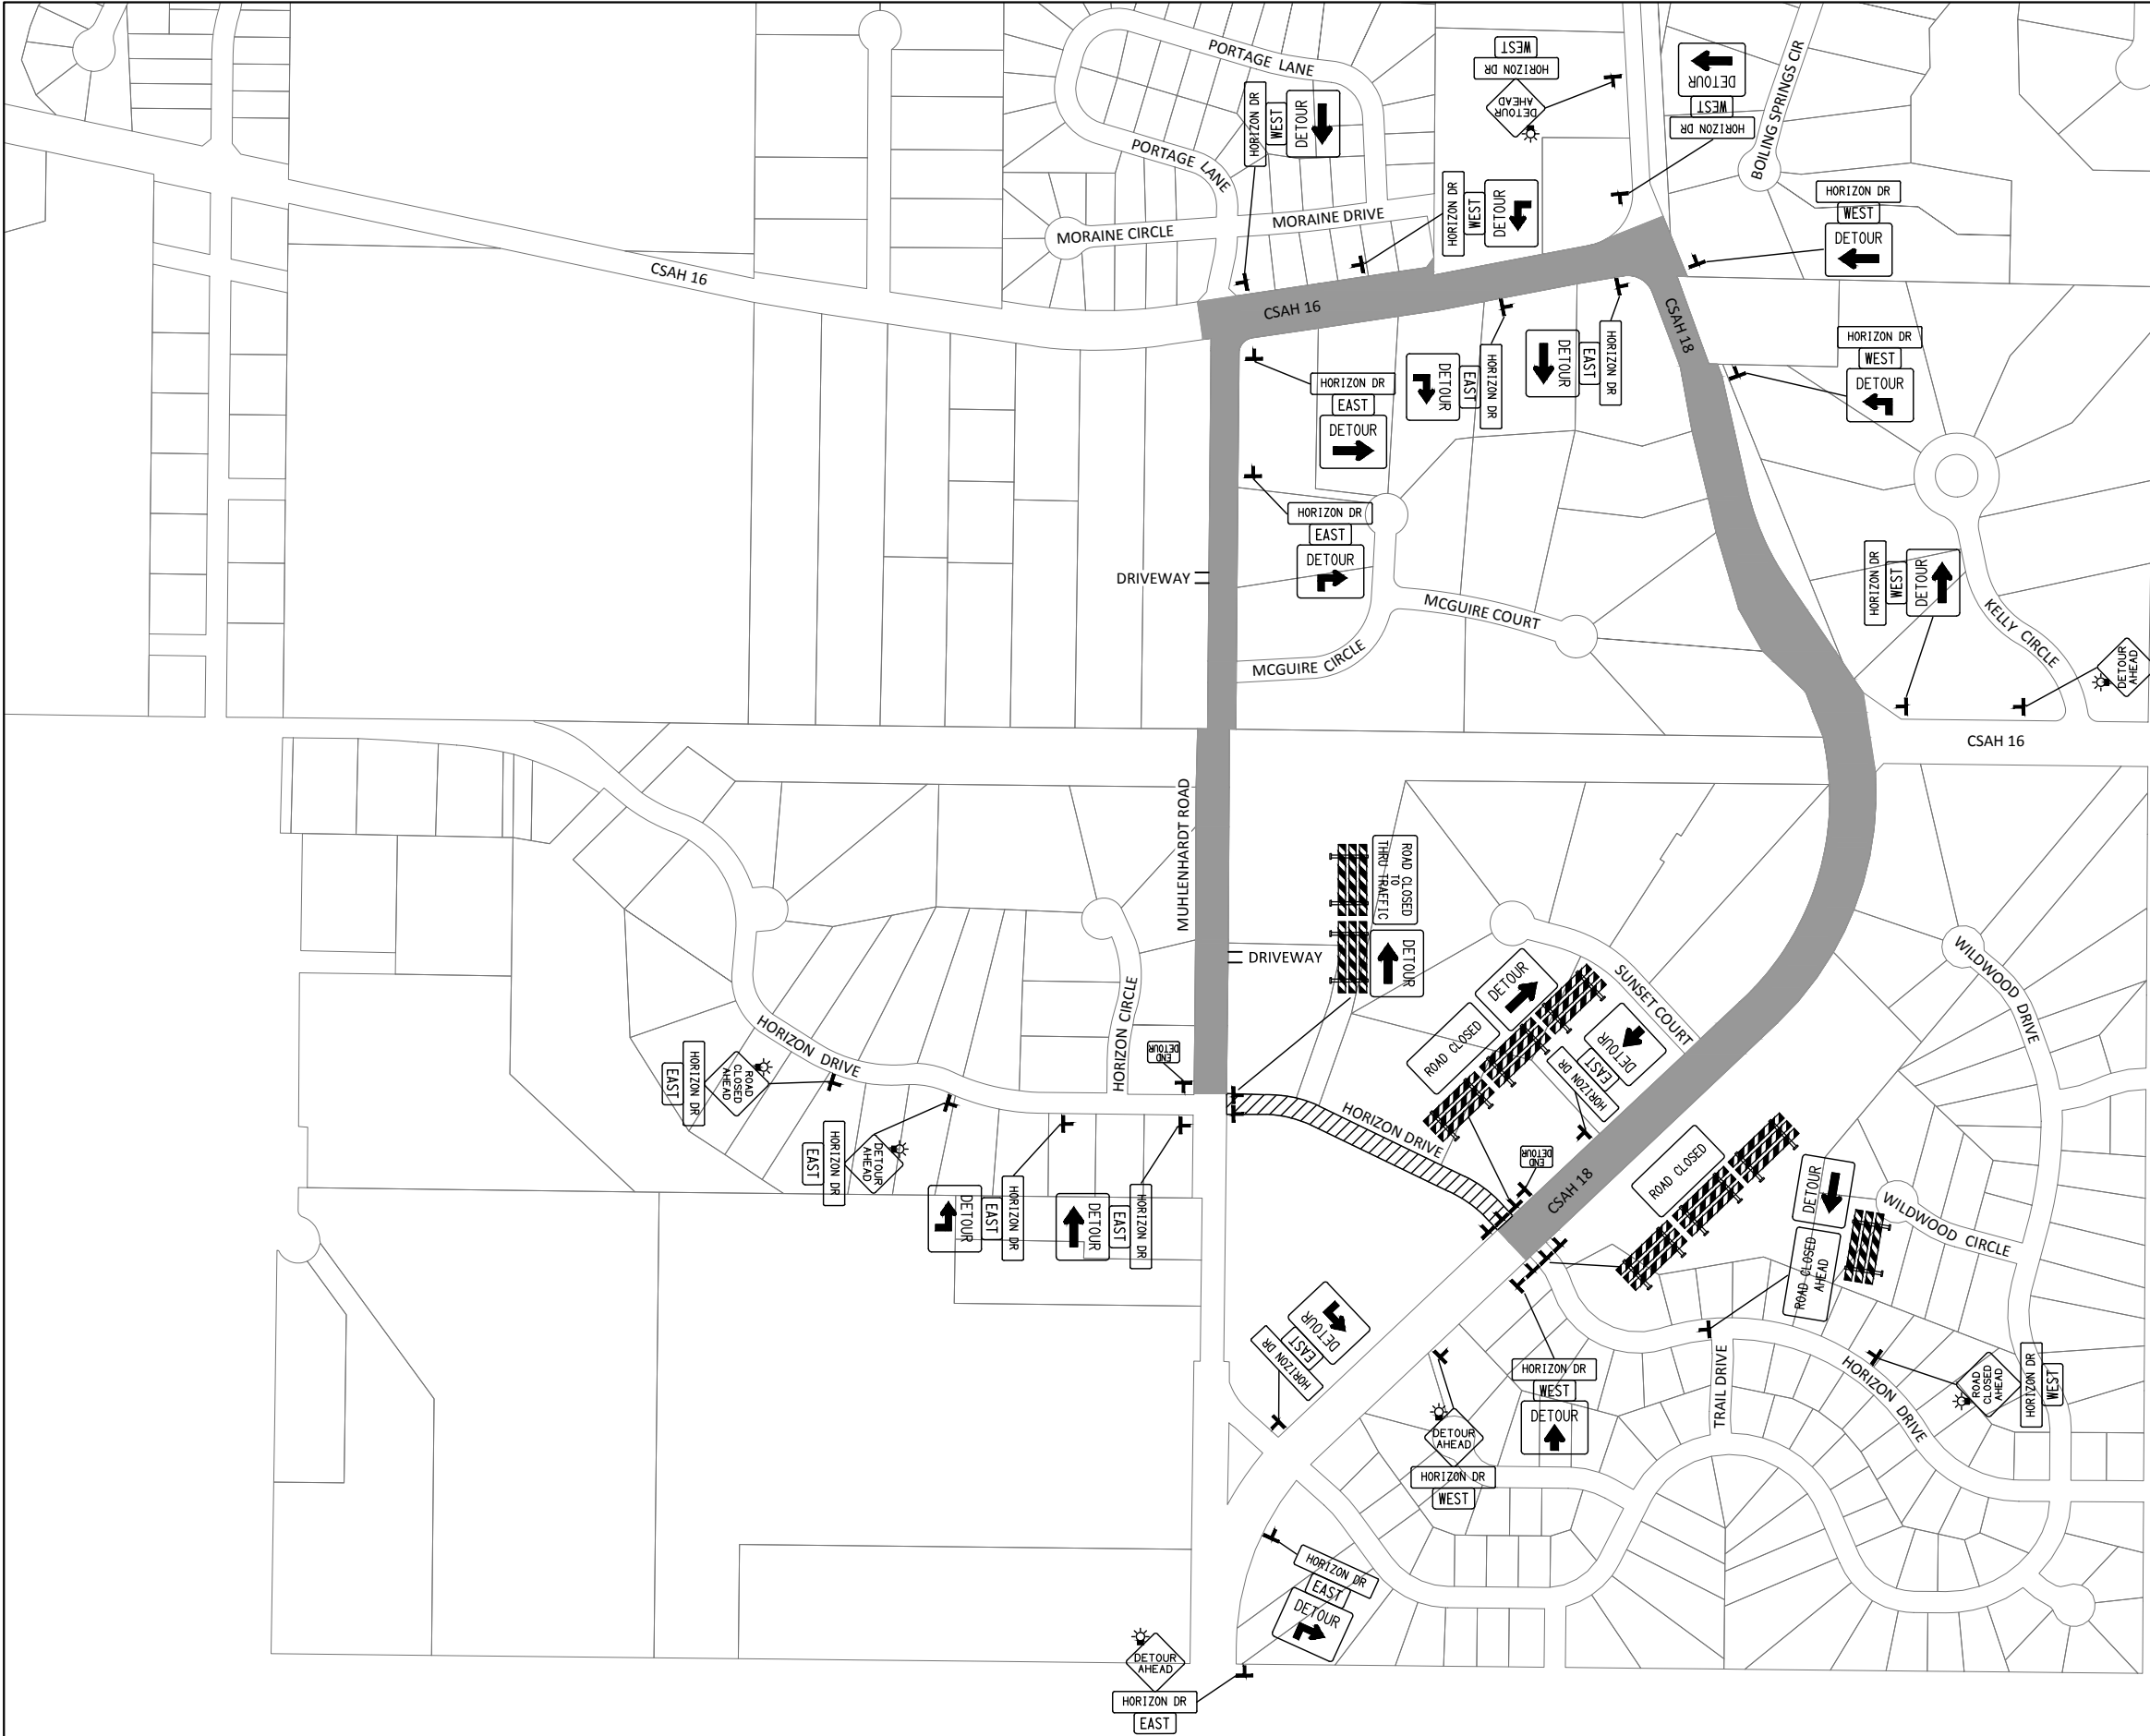 PORTAGE LANE
PORTAGE LANE
HORIZON DR
WEST
DETOUR
MORAINE CIRCLE
MORAINE DRIVE
HORIZON DR
WEST
DETOUR
WEST
HORIZON DR
DETOUR
AHEAD
DETOUR
WEST
HORIZON DR
BOILING SPRINGS CIR
HORIZON DR
WEST
DETOUR
CSAH 16
CSAH 16
CSAH 18
HORIZON DR
EAST
DETOUR
HORIZON DR
EAST
DETOUR
HORIZON DR
EAST
DETOUR
HORIZON DR
WEST
DETOUR
HORIZON DR
EAST
DETOUR
DRIVEWAY
MCGUIRE COURT
MCGUIRE CIRCLE
HORIZON DR
WEST
DETOUR
KELLY CIRCLE
DETOUR
AHEAD
CSAH 16
MUHLENHARDT ROAD
ROAD CLOSED
TO
THRU TRAFFIC
DETOUR
DRIVEWAY
SUNSET COURT
DETOUR
ROAD CLOSED
DETOUR
EAST
HORIZON DR
WILDWOOD DRIVE
HORIZON DRIVE
HORIZON CIRCLE
END
DETOUR
EAST
HORIZON DR
ROAD
CLOSED
AHEAD
EAST
HORIZON DR
DETOUR
AHEAD
DETOUR
EAST
HORIZON DR
DETOUR
EAST
HORIZON DR
HORIZON DRIVE
END
DETOUR
CSAH 18
ROAD CLOSED
DETOUR
ROAD CLOSED
AHEAD
WILDWOOD CIRCLE
DETOUR
EAST
HORIZON DR
HORIZON DR
WEST
DETOUR
DETOUR
AHEAD
HORIZON DR
WEST
TRAIL DRIVE
HORIZON DRIVE
ROAD
CLOSED
AHEAD
HORIZON DR
WEST
HORIZON DR
EAST
DETOUR
DETOUR
AHEAD
HORIZON DR
EAST